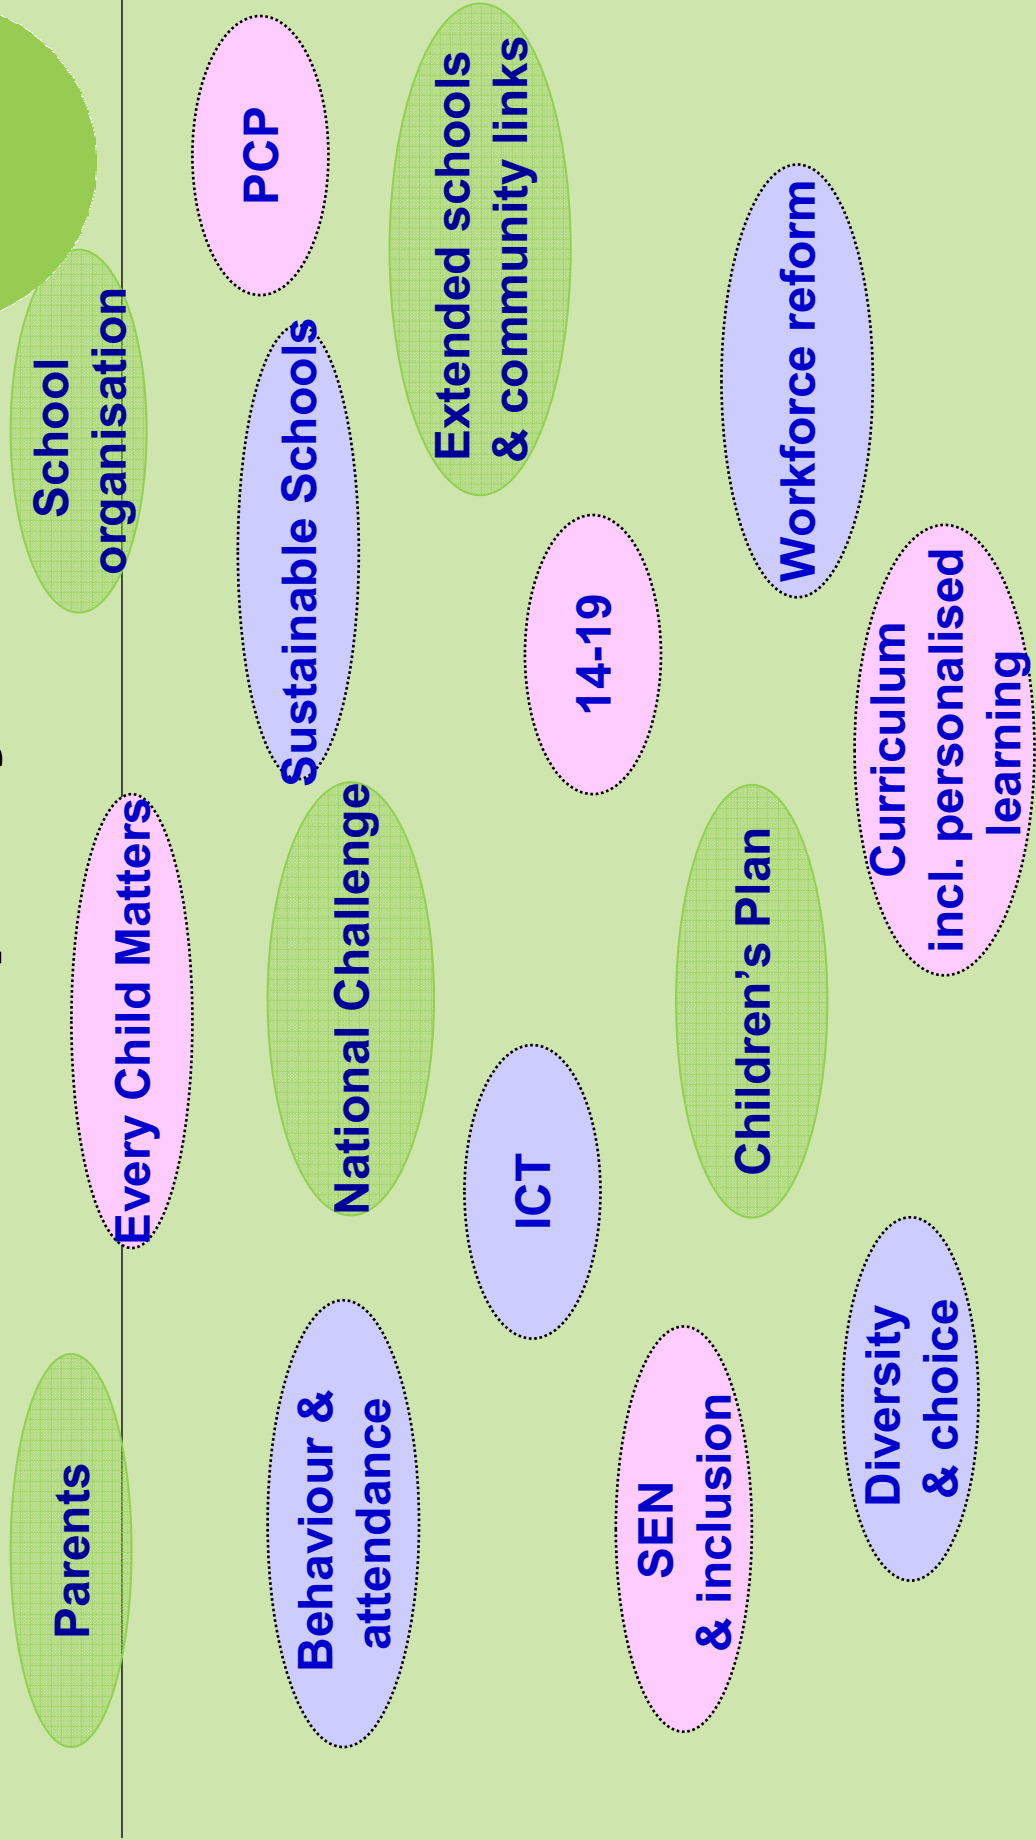 Parents
Every Child Matters
School
organisation
Behaviour &
attendance
National Challenge
Sustainable Schools
PCP
ICT
14-19
Extended schools
& community links
SEN
& inclusion
Children’s Plan
Workforce reform
Diversity
& choice
Curriculum
incl. personalised
learning